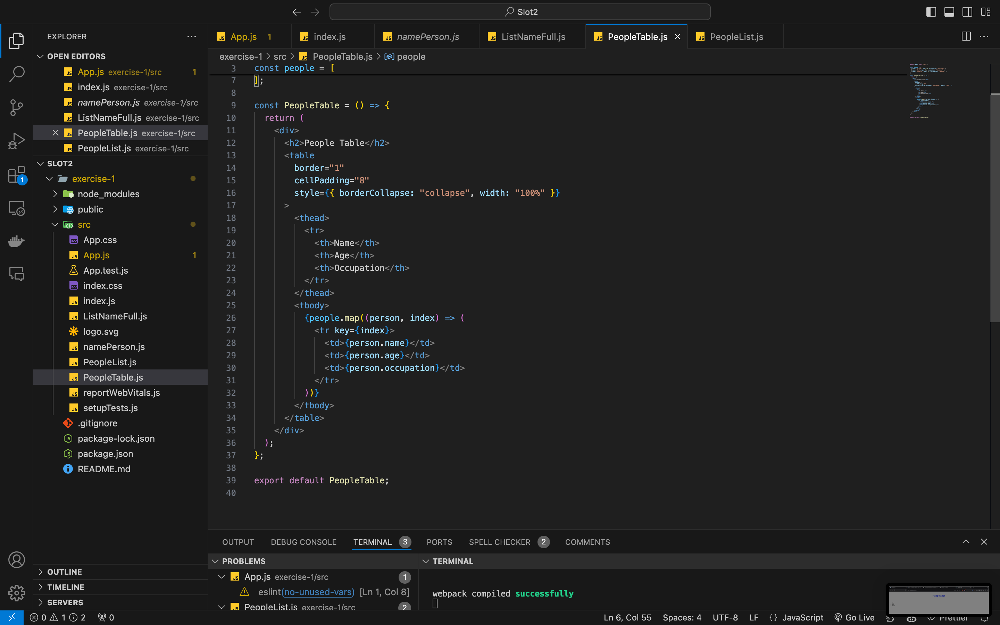 Slot2
EXPLORER
OPEN EDITORS
App.js exercise-1/src 1
index.js exercise-1/src
namePerson.js exercise-1/src
ListNameFull.js exercise-1/src
PeopleTable.js exercise-1/src
PeopleList.js exercise-1/src
SLOT2
exercise-1
node_modules
public
src
App.css
App.js 1
App.test.js
index.css
index.js
ListNameFull.js
logo.svg
namePerson.js
PeopleList.js
PeopleTable.js
reportWebVitals.js
setupTests.js
.gitignore
package-lock.json
package.json
README.md
OUTLINE
TIMELINE
SERVERS
App.js 1 index.js namePerson.js ListNameFull.js PeopleTable.js PeopleList.js
exercise-1 > src > PeopleTable.js > people
3 const people = [
7 ];
8
9 const PeopleTable = () => {
10 return (
11 <div>
12 <h2>People Table</h2>
13 <table
14 border="1"
15 cellPadding="8"
16 style={{ borderCollapse: "collapse", width: "100%" }}
17 >
18 <thead>
19 <tr>
20 <th>Name</th>
21 <th>Age</th>
22 <th>Occupation</th>
23 </tr>
24 </thead>
25 <tbody>
26 {people.map((person, index) => (
27 <tr key={index}>
28 <td>{person.name}</td>
29 <td>{person.age}</td>
30 <td>{person.occupation}</td>
31 </tr>
32 ))}
33 </tbody>
34 </table>
35 </div>
36 );
37 };
38
39 export default PeopleTable;
40
OUTPUT DEBUG CONSOLE TERMINAL 3 PORTS SPELL CHECKER 2 COMMENTS
PROBLEMS
App.js exercise-1/src 1
eslint(no-unused-vars) [Ln 1, Col 8]
PeopleList.js exercise-1/src 2
TERMINAL
webpack compiled successfully
Hello world!
0 1 2 0
Ln 6, Col 55 Spaces: 4 UTF-8 LF {} JavaScript Go Live Prettier
1